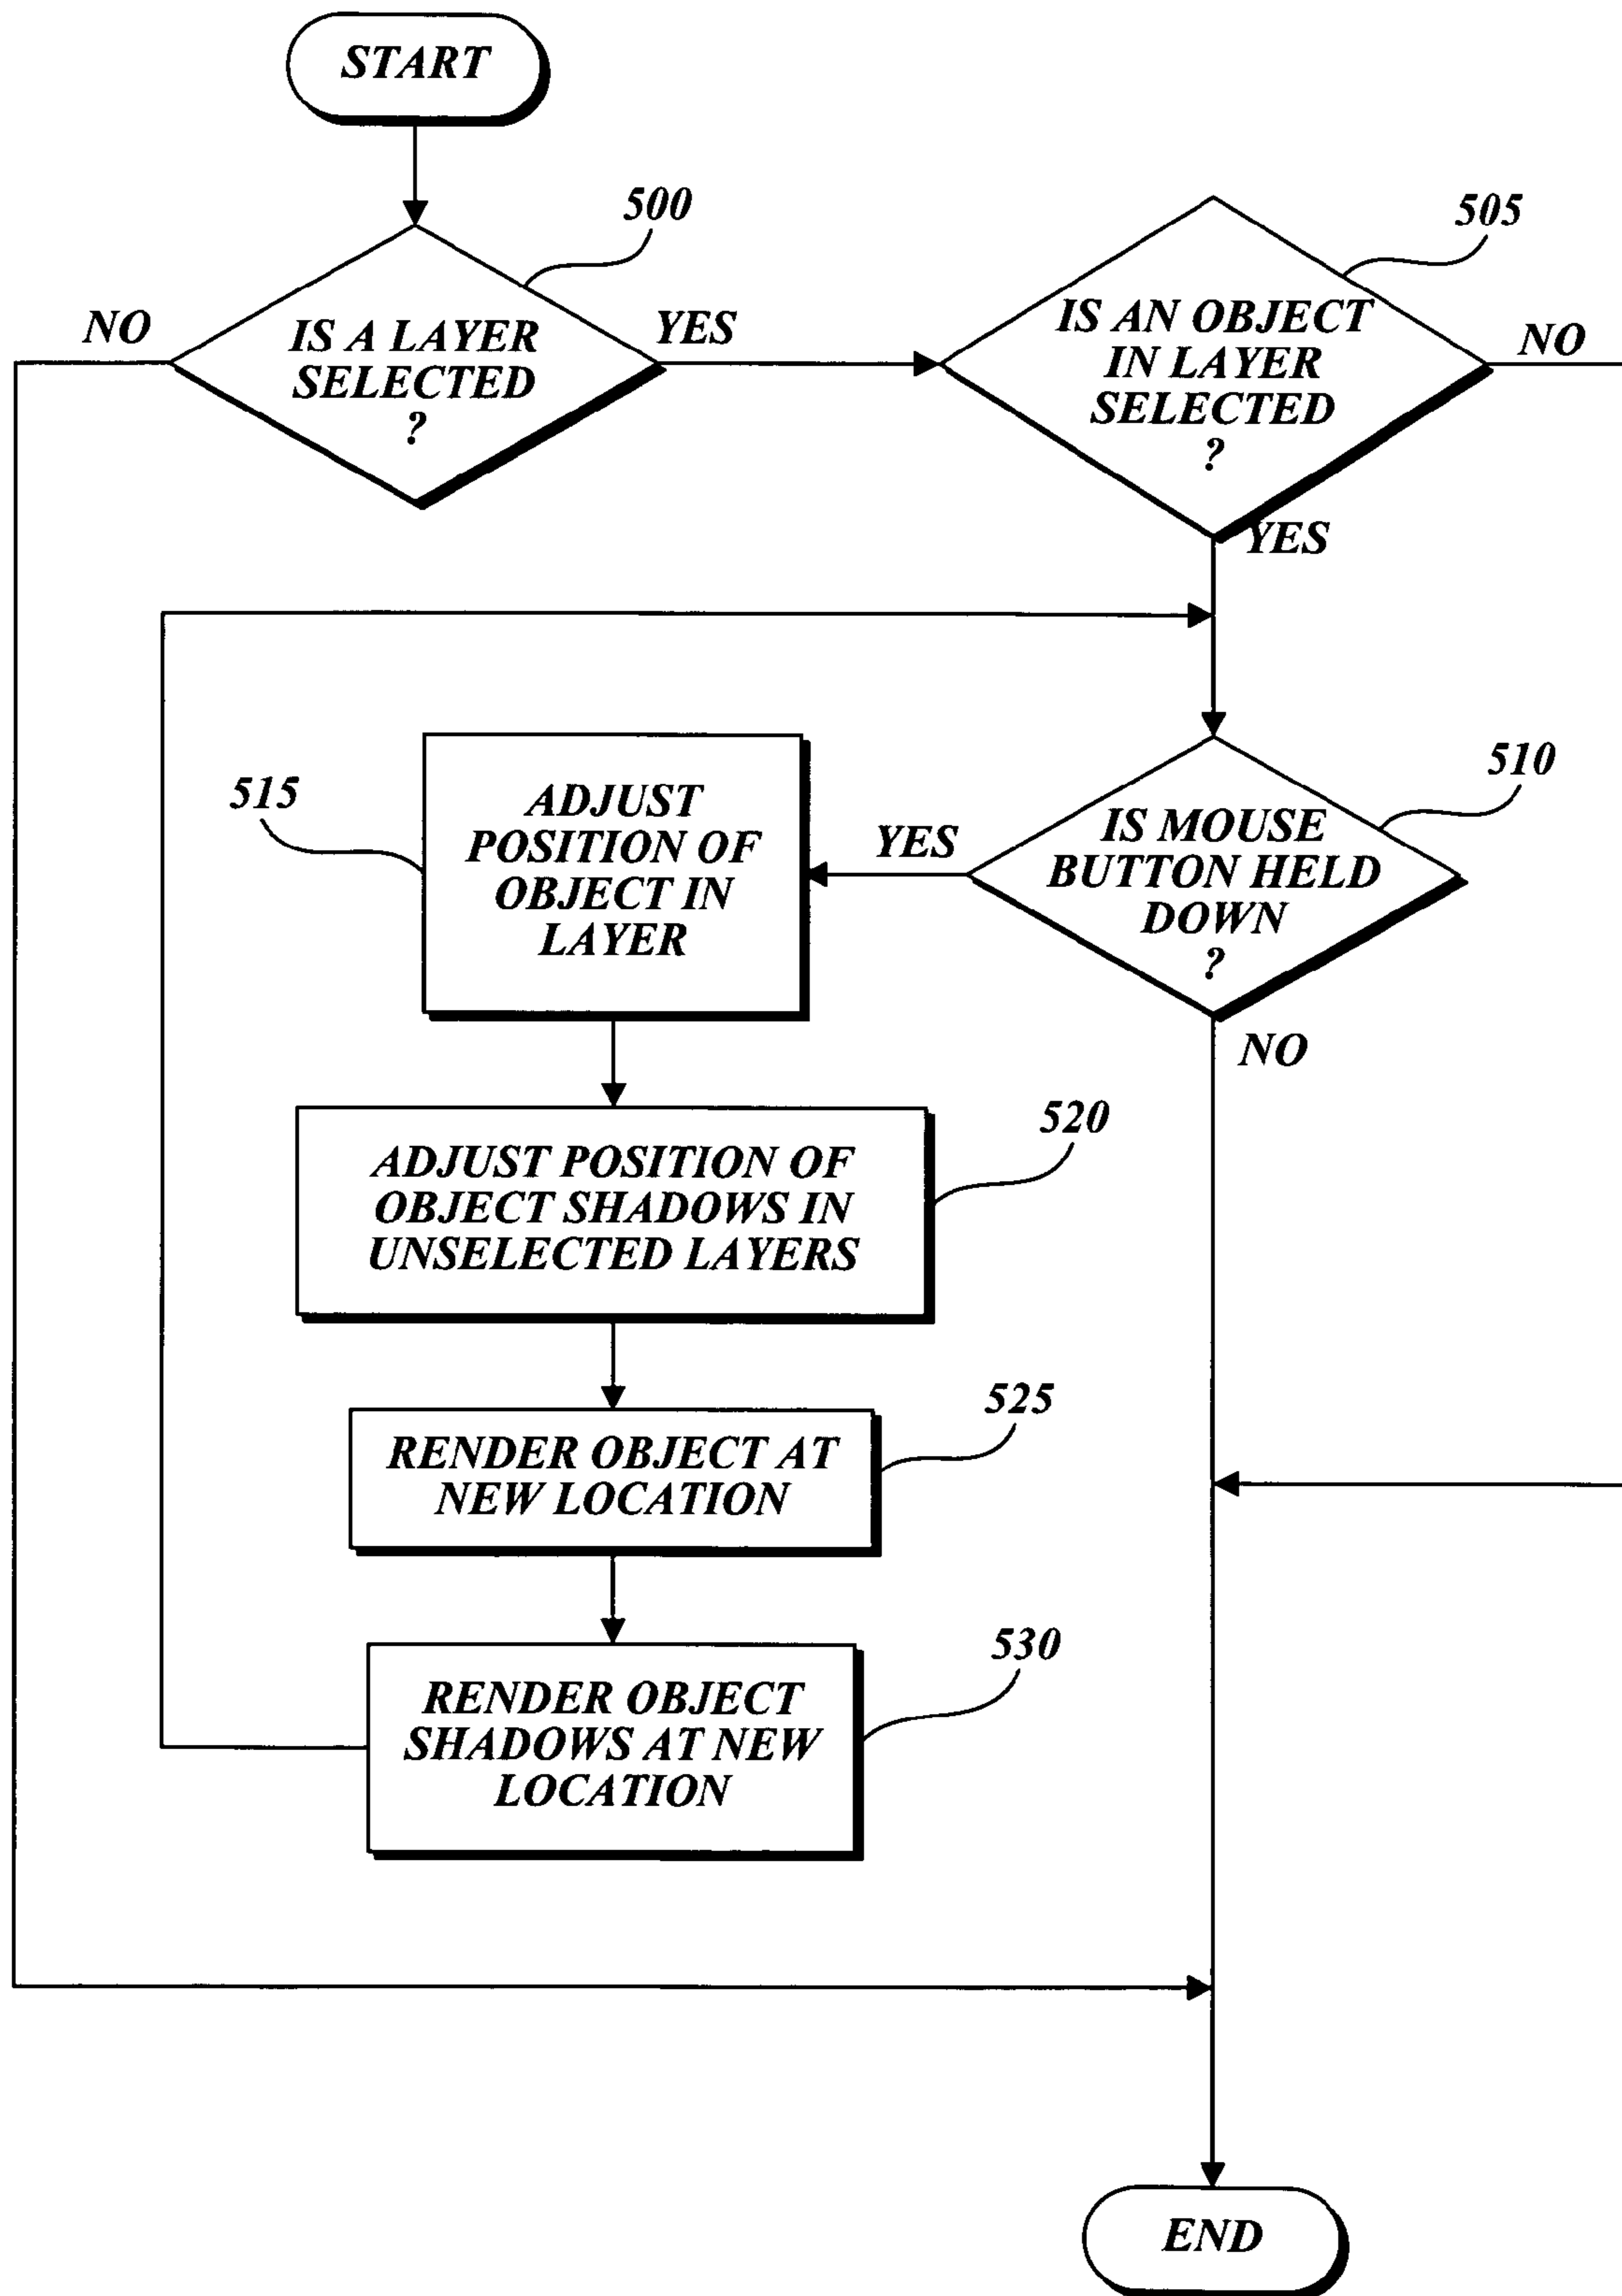 START
500
NO
IS A LAYER
SELECTED
?
YES
505
IS AN OBJECT
IN LAYER
SELECTED
?
NO
YES
510
IS MOUSE
BUTTON HELD
DOWN
?
YES
NO
515
ADJUST
POSITION OF
OBJECT IN
LAYER
520
ADJUST POSITION OF
OBJECT SHADOWS IN
UNSELECTED LAYERS
525
RENDER OBJECT AT
NEW LOCATION
530
RENDER OBJECT
SHADOWS AT NEW
LOCATION
END